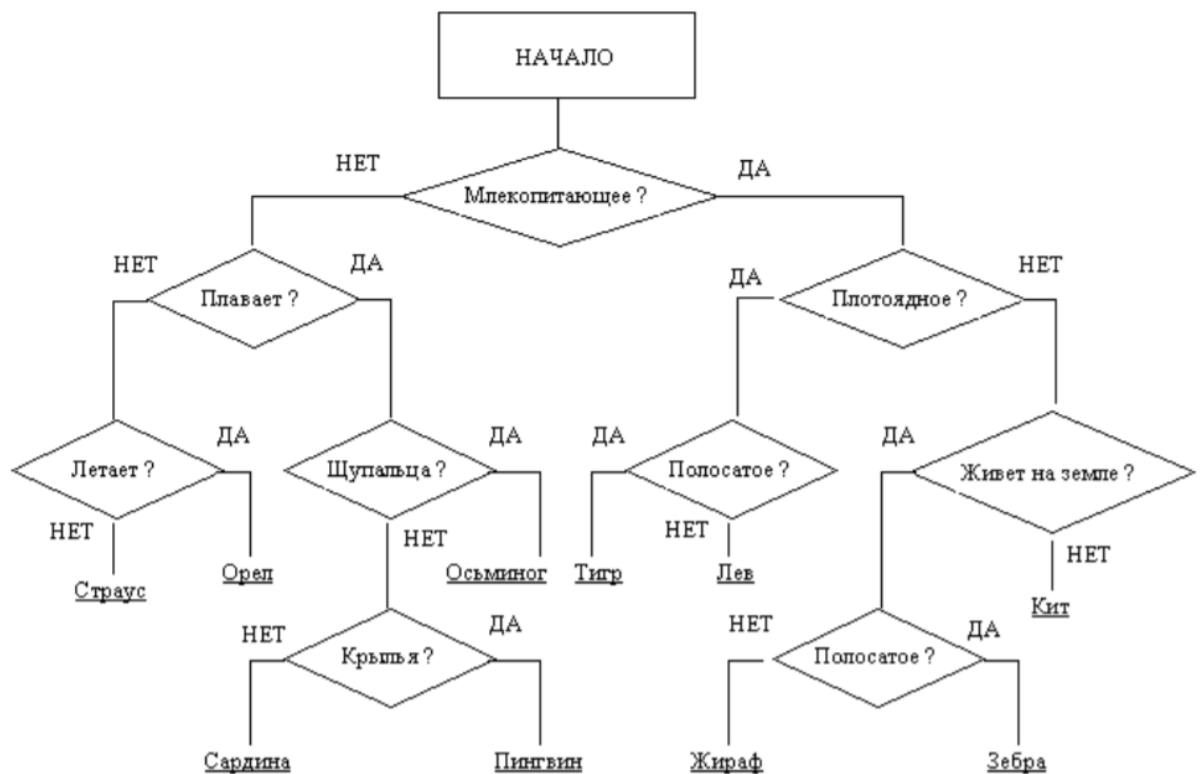 НАЧАЛО
НЕТ
ДА
Млекопитающее ?
НЕТ
ДА
ДА
НЕТ
Плавает ?
Плотоядное ?
ДА
ДА
ДА
ДА
Летает ?
Щупальца ?
Полосатое ?
Живет на земле ?
НЕТ
НЕТ
НЕТ
НЕТ
Страус
Орел
Осьминог
Тигр
Лев
Кит
НЕТ
ДА
НЕТ
ДА
Крылья ?
Полосатое ?
Сардина
Пингвин
Жираф
Зебра